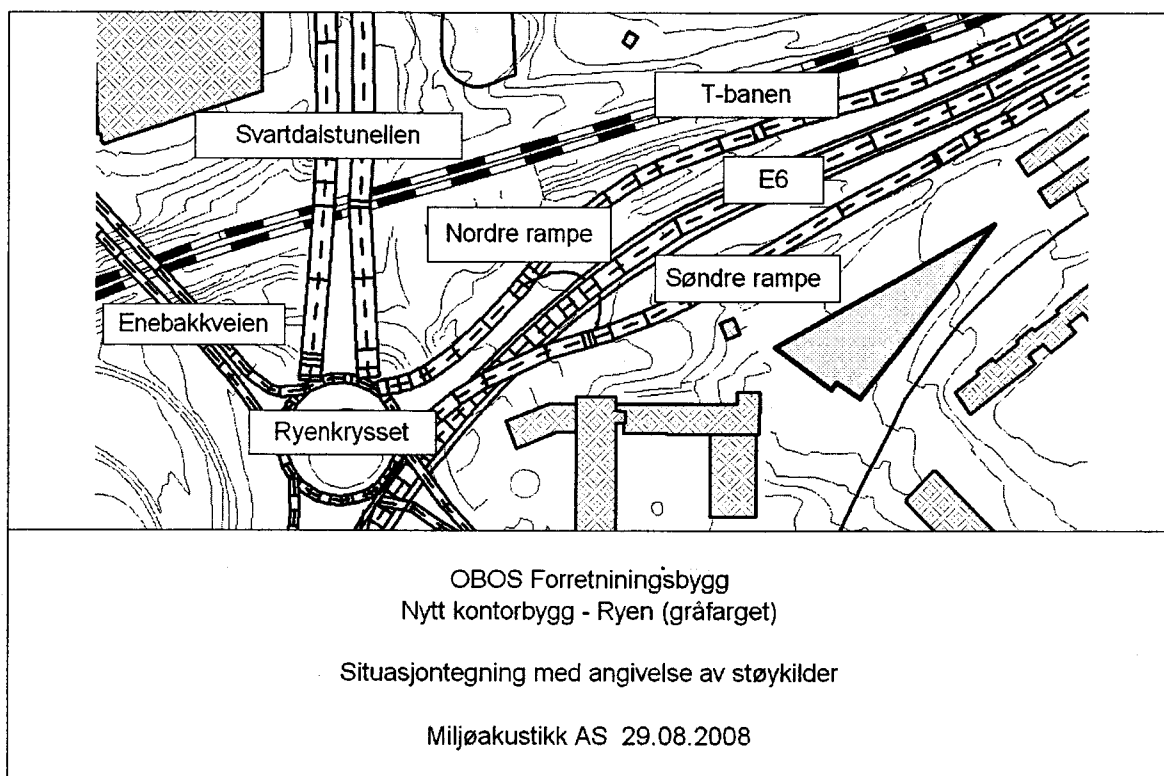 T-banen
Svartdalstunellen
E6
Nordre rampe
Søndre rampe
Enebakkveien
Ryenkrysset
OBOS Forretniningsbygg
Nytt kontorbygg - Ryen (gråfarget)
Situasjontegning med angivelse av støykilder
Miljøakustikk AS 29.08.2008